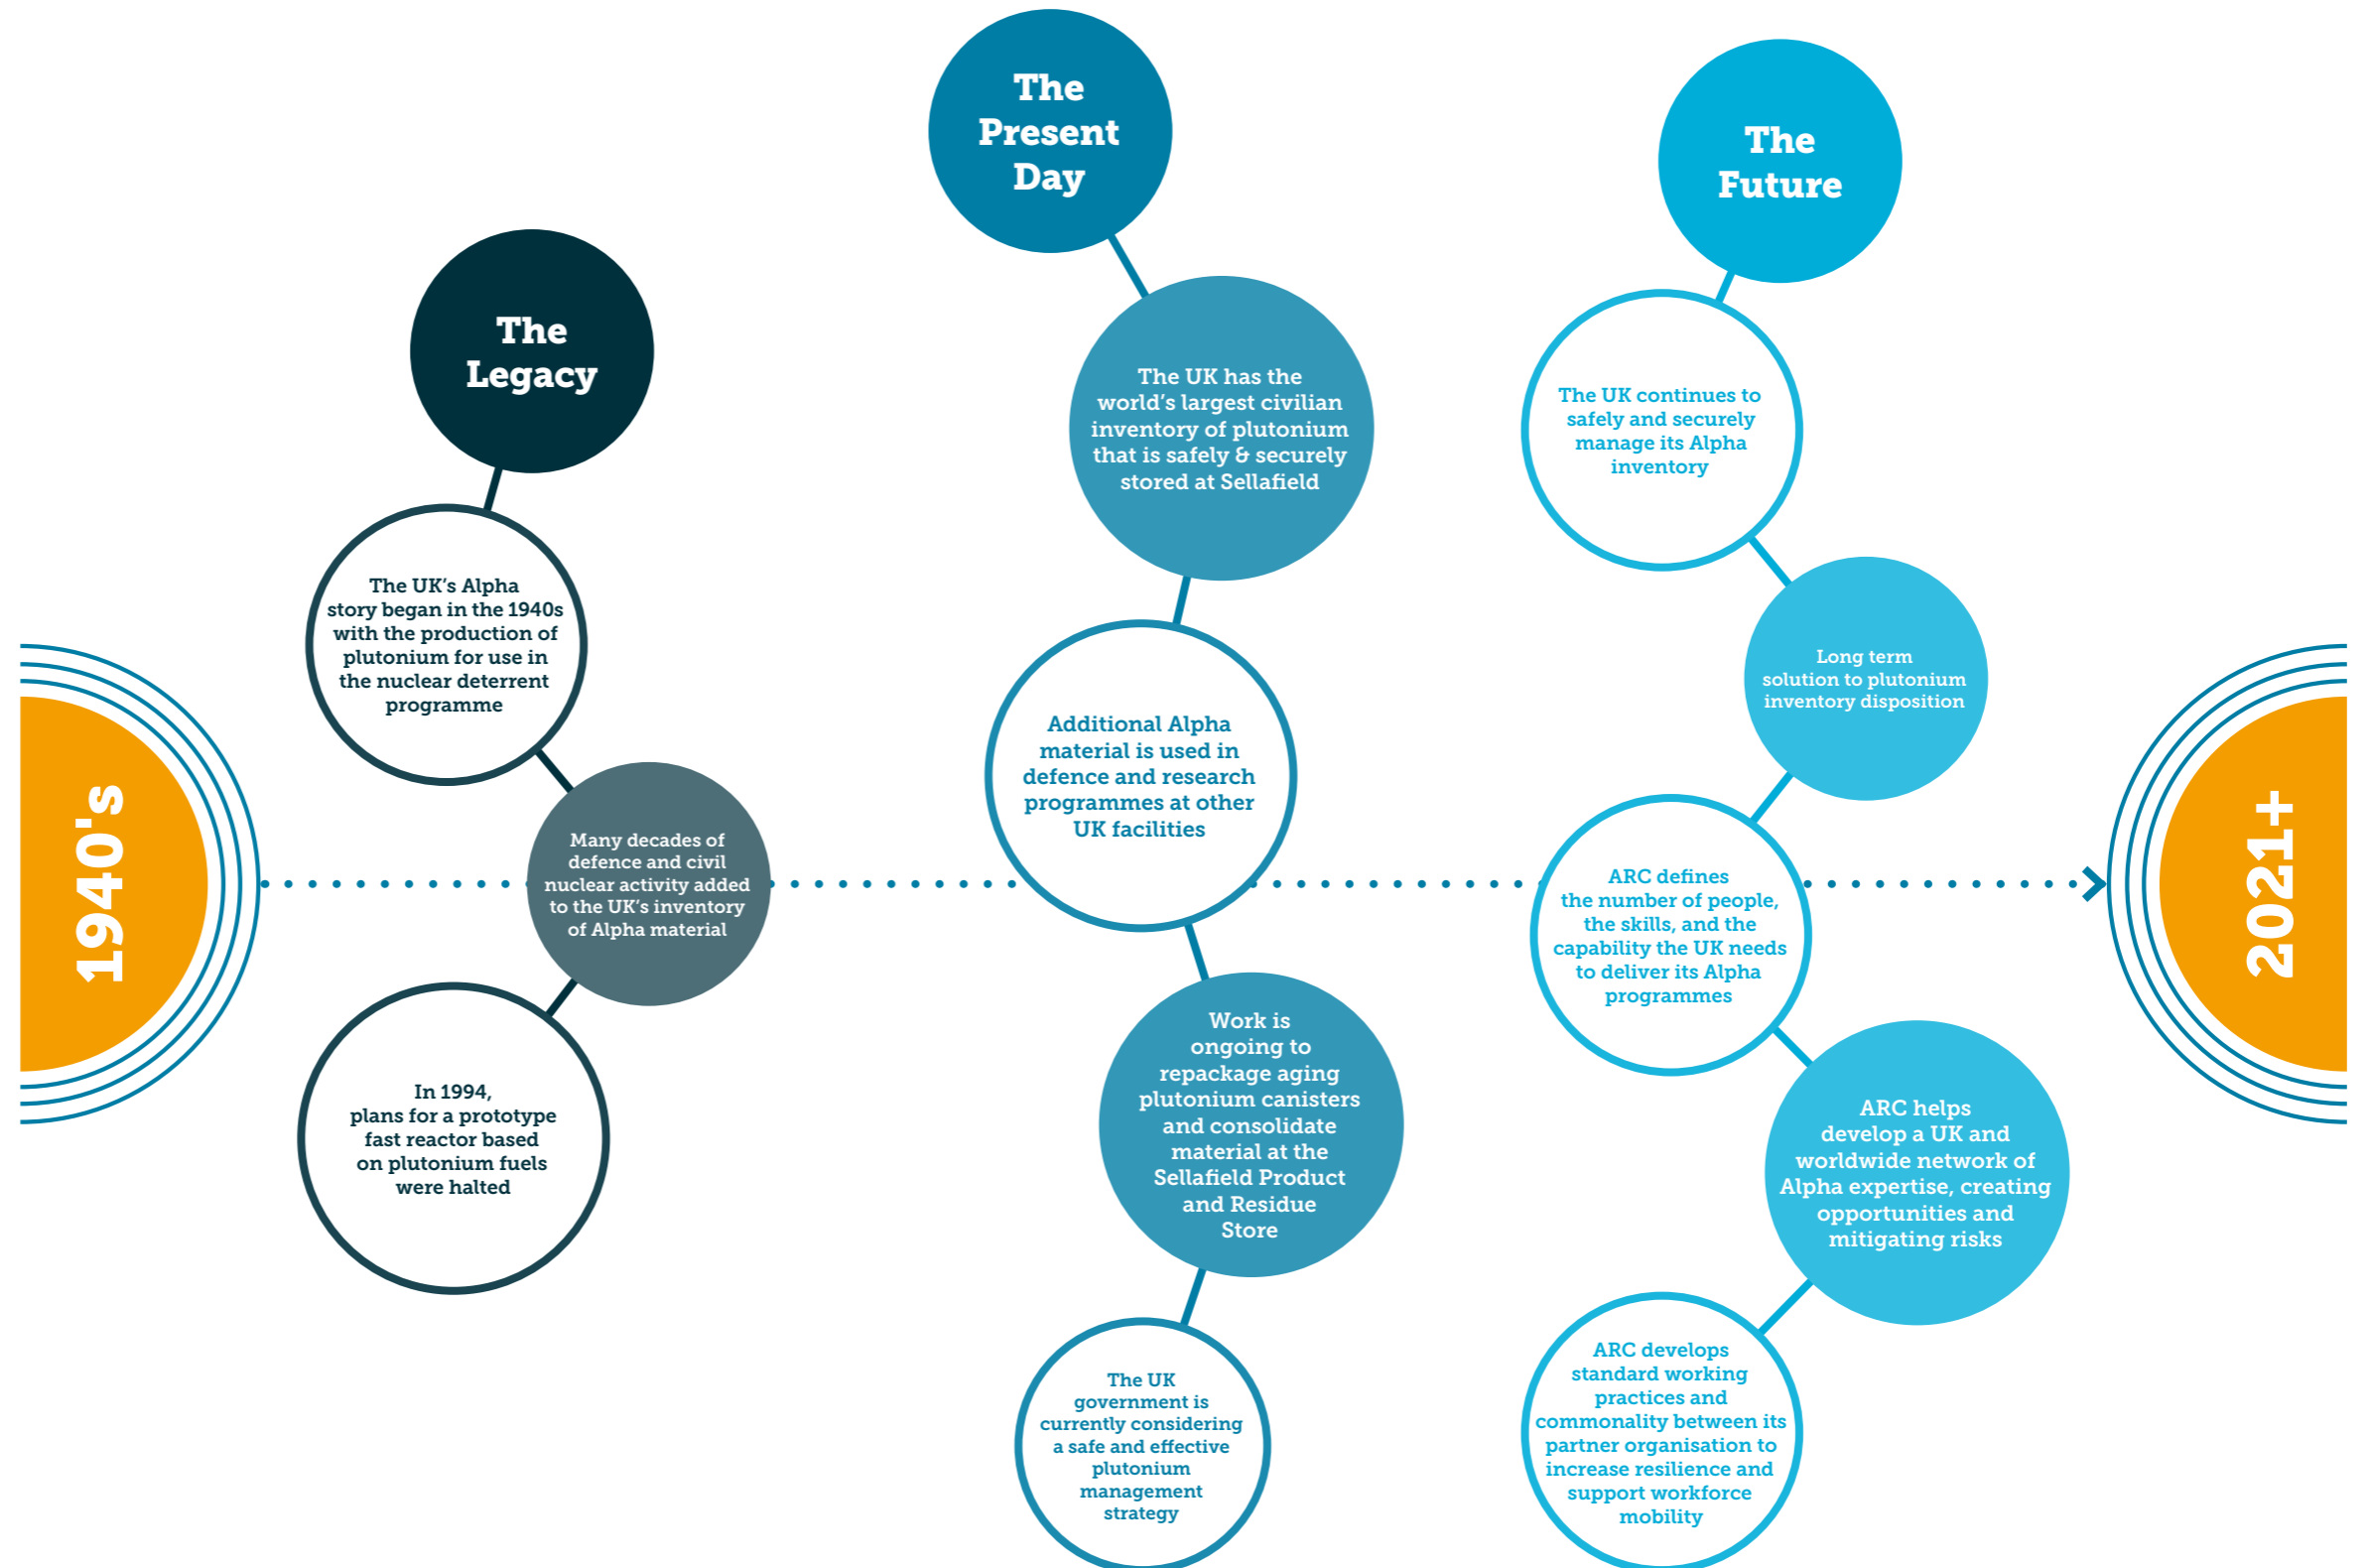 1940's
The
Legacy
The UK's Alpha
story began in the 1940s
with the production of
plutonium for use in
the nuclear deterrent
programme
Many decades of
defence and civil
nuclear activity added
to the UK's inventory
of Alpha material
In 1994,
plans for a prototype
fast reactor based
on plutonium fuels
were halted
The
Present
Day
The UK has the
world's largest civilian
inventory of plutonium
that is safely & securely
stored at Sellafield
Additional Alpha
material is used in
defence and research
programmes at other
UK facilities
Work is
ongoing to
repackage aging
plutonium canisters
and consolidate
material at the
Sellafield Product
and Residue
Store
The UK
government is
currently considering
a safe and effective
plutonium
management
strategy
The
Future
The UK continues to
safely and securely
manage its Alpha
inventory
Long term
solution to plutonium
inventory disposition
ARC defines
the number of people,
the skills, and the
capability the UK needs
to deliver its Alpha
programmes
ARC helps
develop a UK and
worldwide network of
Alpha expertise, creating
opportunities and
mitigating risks
ARC develops
standard working
practices and
commonality between its
partner organisation to
increase resilience and
support workforce
mobility
2021+